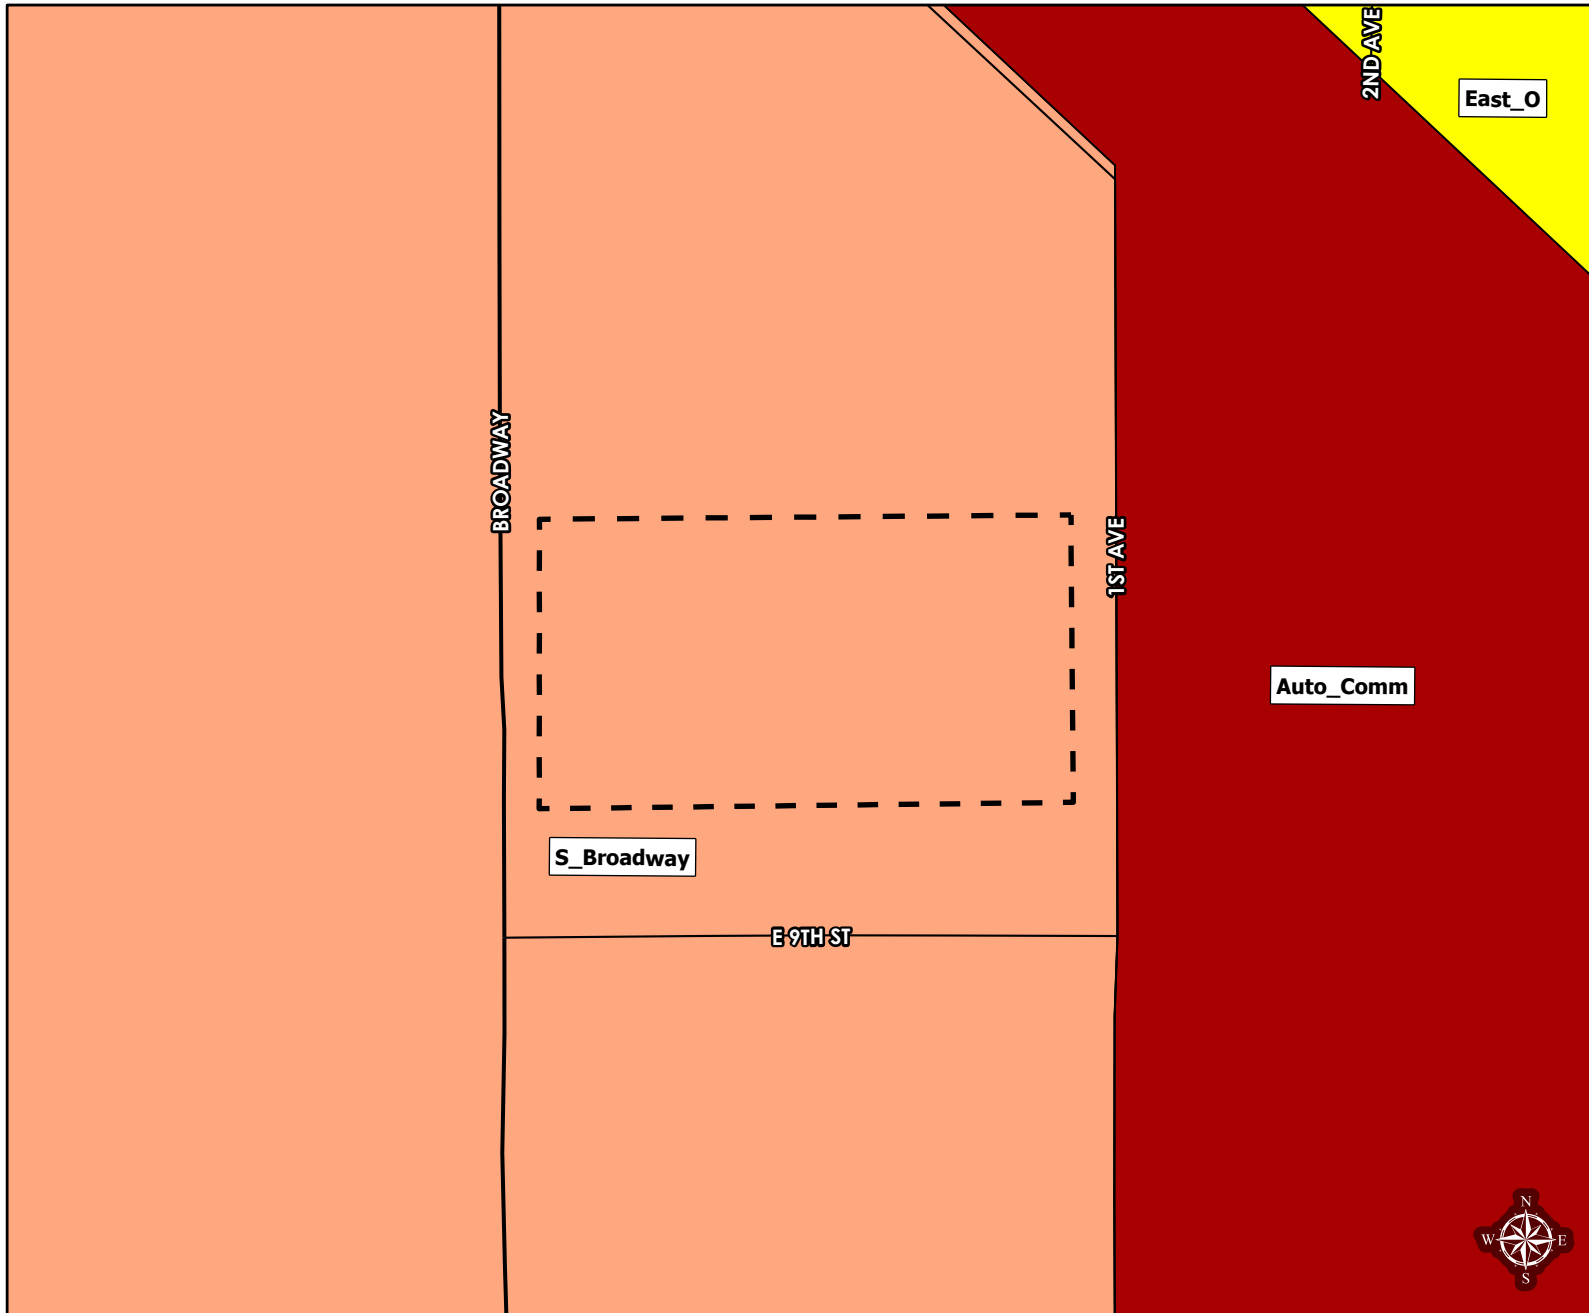 2ND AVE
East_O
BROADWAY
1ST AVE
Auto_Comm
S_Broadway
E 9TH ST
N
W E
S